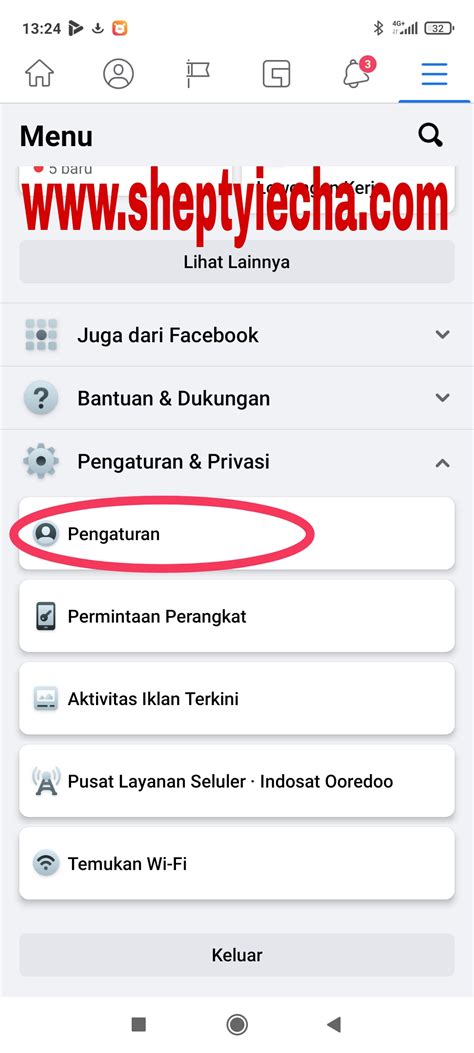 13:24
4G+
32
3
Menu
5 baru
Lowongan Kerja
www.sheptyiecha.com
Lihat Lainnya
Juga dari Facebook
Bantuan & Dukungan
Pengaturan & Privasi
Pengaturan
Permintaan Perangkat
Aktivitas Iklan Terkini
Pusat Layanan Seluler · Indosat Ooredoo
Temukan Wi-Fi
Keluar